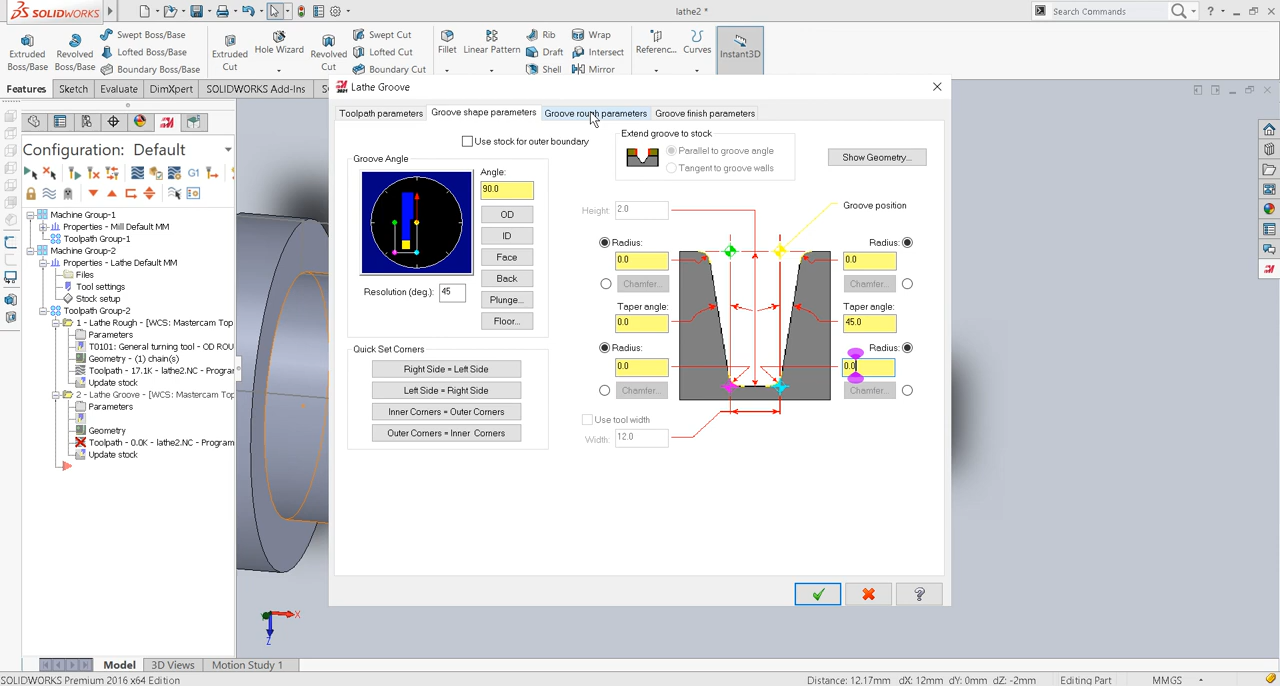 SOLIDWORKS
lathe2 *
Search Commands
Extruded Boss/Base
Revolved Boss/Base
Swept Boss/Base
Lofted Boss/Base
Boundary Boss/Base
Extruded Cut
Hole Wizard
Revolved Cut
Swept Cut
Lofted Cut
Boundary Cut
Fillet
Linear Pattern
Rib
Draft
Shell
Wrap
Intersect
Mirror
Referenc...
Curves
Instant3D
Features
Sketch
Evaluate
DimXpert
SOLIDWORKS Add-Ins
Configuration: Default
G1
Machine Group-1
Properties - Mill Default MM
Toolpath Group-1
Machine Group-2
Properties - Lathe Default MM
Files
Tool settings
Stock setup
Toolpath Group-2
1 - Lathe Rough - [WCS: Mastercam Top
Parameters
T0101: General turning tool - OD ROU
Geometry - (1) chain(s)
Toolpath - 17.1K - lathe2.NC - Program
Update stock
2 - Lathe Groove - [WCS: Mastercam Top
Parameters
Geometry
Toolpath - 0.0K - lathe2.NC - Program
Update stock
Lathe Groove
Toolpath parameters
Groove shape parameters
Groove rough parameters
Groove finish parameters
Use stock for outer boundary
Extend groove to stock
Parallel to groove angle
Tangent to groove walls
Show Geometry...
Groove Angle
Angle:
90.0
OD
ID
Face
Back
Plunge...
Floor...
Resolution (deg.): 45
Quick Set Corners
Right Side = Left Side
Left Side = Right Side
Inner Corners = Outer Corners
Outer Corners = Inner Corners
Height: 2.0
Groove position
Radius:
0.0
Chamfer...
Radius:
0.0
Chamfer...
Taper angle:
0.0
Taper angle:
45.0
Radius:
0.0
Chamfer...
Radius:
0.0
Chamfer...
Use tool width
Width: 12.0
X
Z
Model
3D Views
Motion Study 1
SOLIDWORKS Premium 2016 x64 Edition
Distance: 12.17mm dX: 12mm dY: 0mm dZ: -2mm
Editing Part
MMGS